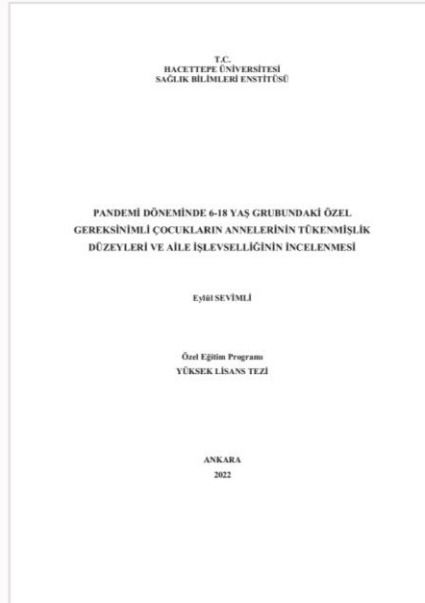 T.C.
HACETTEPE ÜNİVERSİTESİ
SAĞLIK BİLİMLERİ ENSTİTÜSÜ
PANDEMİ DÖNEMİNDE 6-18 YAŞ GRUBUNDAKİ ÖZEL
GEREKSİNİMLİ ÇOCUKLARIN ANNELERİNİN TÜKENMİŞLİK
DÜZEYLERİ VE AİLE İŞLEVSELLİĞİNİN İNCELENMESİ
Eylül SEVİMLİ
Özel Eğitim Programı
YÜKSEK LİSANS TEZİ
ANKARA
2022